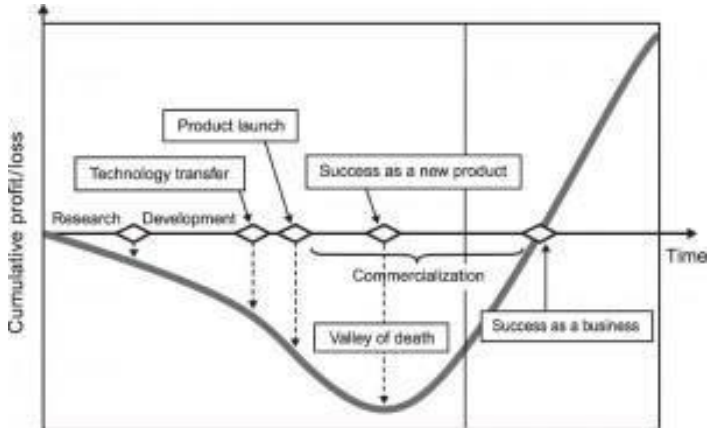 Cumulative profit/loss
Product launch
Technology transfer
Success as a new product
Research
Development
Time
Commercialization
Valley of death
Success as a business